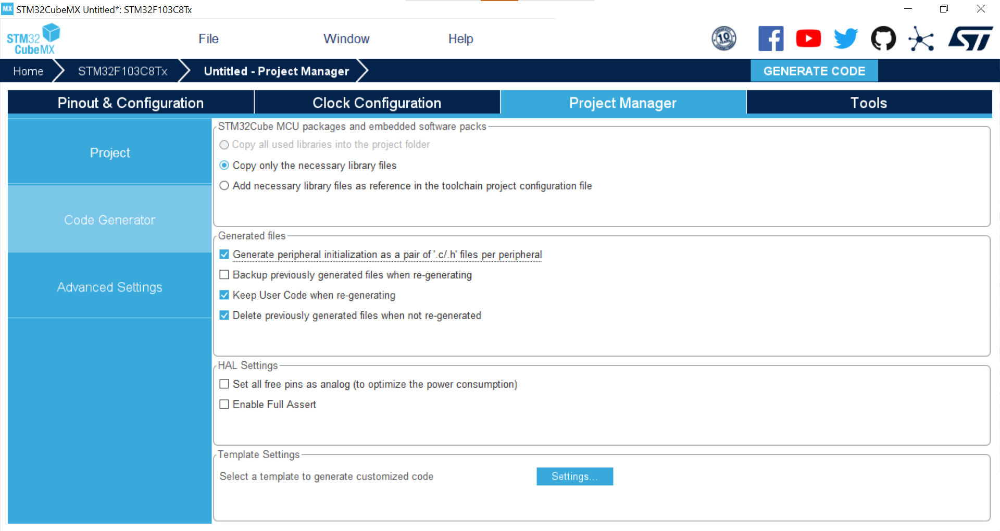 MX STM32CubeMX Untitled*: STM32F103C8Tx
STM32
CubeMX
File
Window
Help
10
ST
Home
STM32F103C8Tx
Untitled - Project Manager
GENERATE CODE
Pinout & Configuration
Clock Configuration
Project Manager
Tools
Project
Code Generator
Advanced Settings
STM32Cube MCU packages and embedded software packs
Copy all used libraries into the project folder
Copy only the necessary library files
Add necessary library files as reference in the toolchain project configuration file
Generated files
Generate peripheral initialization as a pair of '.c/.h' files per peripheral
Backup previously generated files when re-generating
Keep User Code when re-generating
Delete previously generated files when not re-generated
HAL Settings
Set all free pins as analog (to optimize the power consumption)
Enable Full Assert
Template Settings
Select a template to generate customized code
Settings...